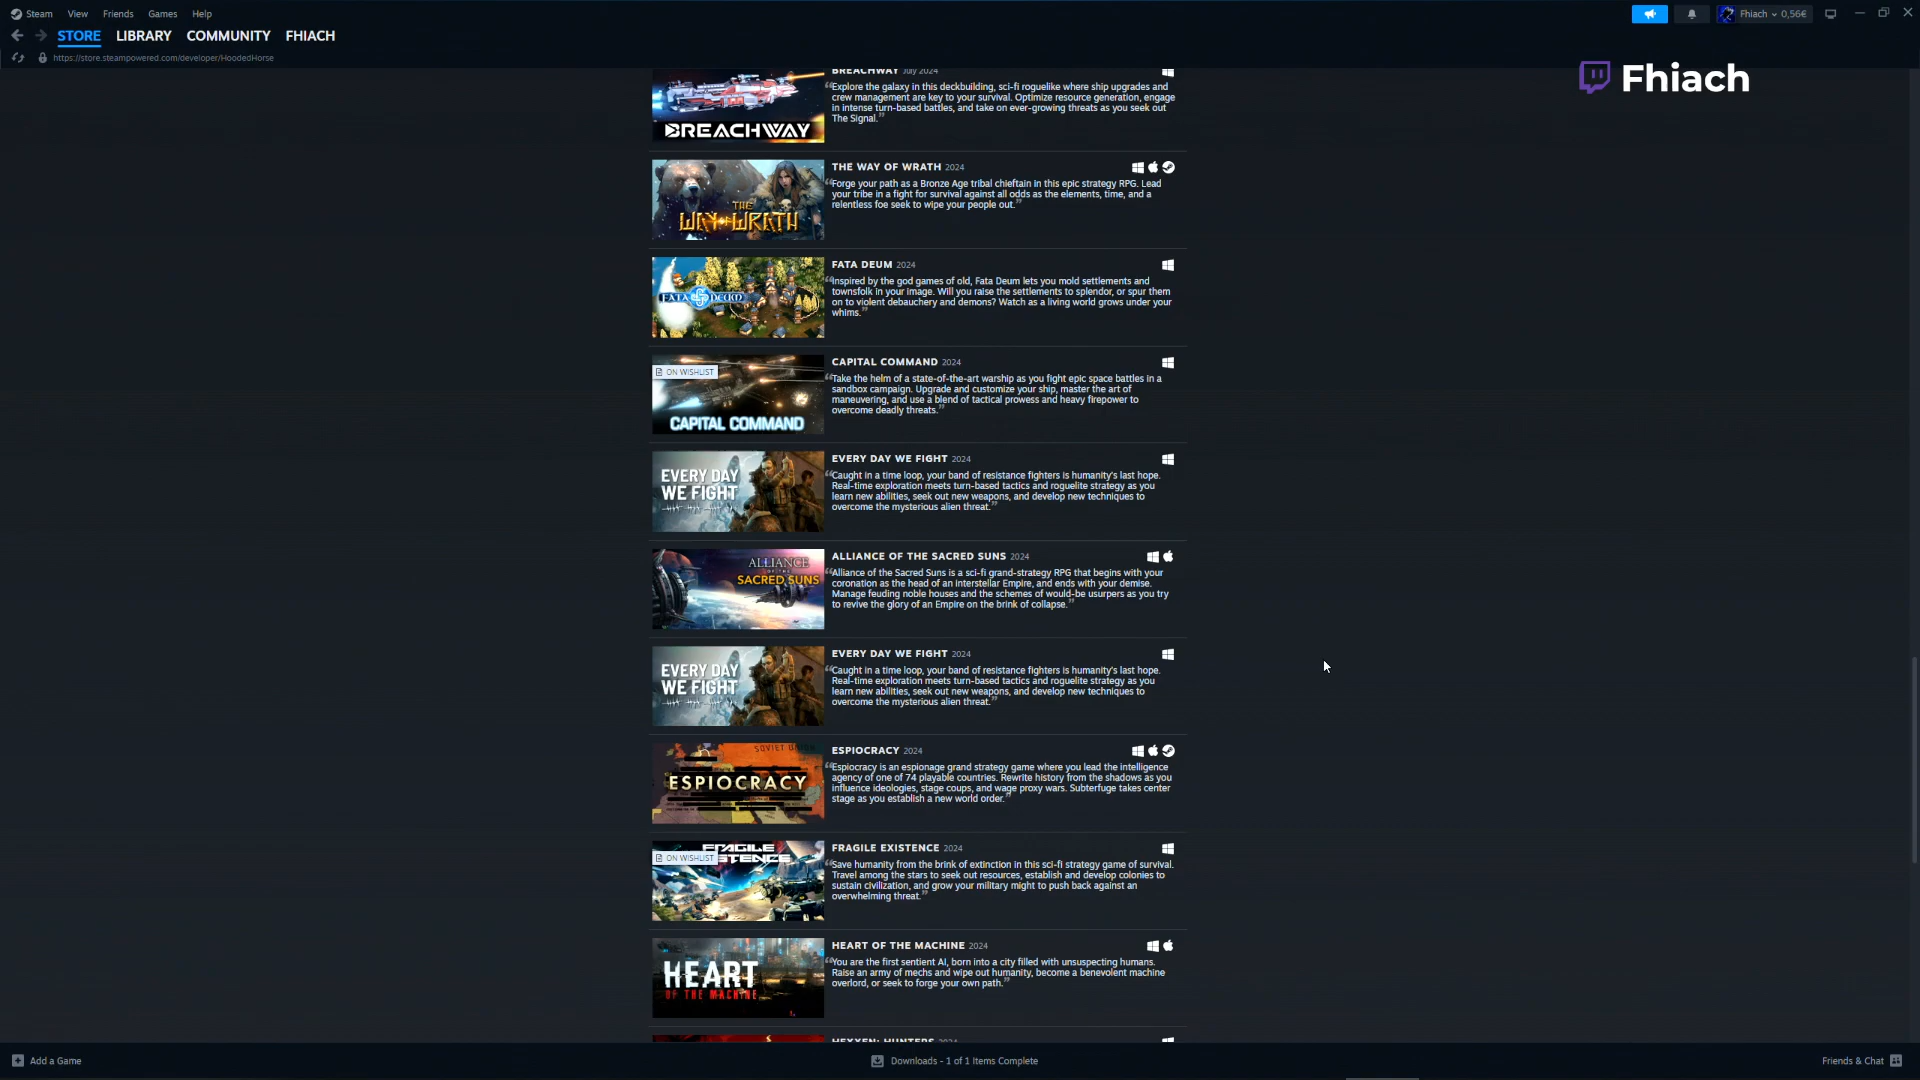 Steam View Friends Games Help
Fhiach 0,56€
STORE LIBRARY COMMUNITY FHIACH
https://store.steampowered.com/developer/HoodedHorse
Fhiach
BREACHWAY July 2024
“Explore the galaxy in this deckbuilding, sci-fi roguelike where ship upgrades and
crew management are key to your survival. Optimize resource generation, engage
in intense turn-based battles, and take on ever-growing threats as you seek out
The Signal.”
BREACHWAY
THE WAY OF WRATH 2024
“Forge your path as a Bronze Age tribal chieftain in this epic strategy RPG. Lead
your tribe in a fight for survival against all odds as the elements, time, and a
relentless foe seek to wipe your people out.”
THE
WAY OF WRATH
FATA DEUM 2024
“Inspired by the god games of old, Fata Deum lets you mold settlements and
townsfolk in your image. Will you raise the settlements to splendor, or spur them
on to violent debauchery and demons? Watch as a living world grows under your
whims.”
FATA DEUM
CAPITAL COMMAND 2024
ON WISHLIST
“Take the helm of a state-of-the-art warship as you fight epic space battles in a
sandbox campaign. Upgrade and customize your ship, master the art of
maneuvering, and use a blend of tactical prowess and heavy firepower to
overcome deadly threats.”
CAPITAL COMMAND
EVERY DAY WE FIGHT 2024
“Caught in a time loop, your band of resistance fighters is humanity's last hope.
Real-time exploration meets turn-based tactics and roguelite strategy as you
learn new abilities, seek out new weapons, and develop new techniques to
overcome the mysterious alien threat.”
EVERY DAY
WE FIGHT
ALLIANCE OF THE SACRED SUNS 2024
“Alliance of the Sacred Suns is a sci-fi grand-strategy RPG that begins with your
coronation as the head of an interstellar Empire, and ends with your demise.
Manage feuding noble houses and the schemes of would-be usurpers as you try
to revive the glory of an Empire on the brink of collapse.”
ALLIANCE
OF THE
SACRED SUNS
EVERY DAY WE FIGHT 2024
“Caught in a time loop, your band of resistance fighters is humanity's last hope.
Real-time exploration meets turn-based tactics and roguelite strategy as you
learn new abilities, seek out new weapons, and develop new techniques to
overcome the mysterious alien threat.”
EVERY DAY
WE FIGHT
ESPIOCRACY 2024
“Espiocracy is an espionage grand strategy game where you lead the intelligence
agency of one of 74 playable countries. Rewrite history from the shadows as you
influence ideologies, stage coups, and wage proxy wars. Subterfuge takes center
stage as you establish a new world order.”
SOVIET UNION
ESPIOCRACY
FRAGILE EXISTENCE 2024
ON WISHLIST
“Save humanity from the brink of extinction in this sci-fi strategy game of survival.
Travel among the stars to seek out resources, establish and develop colonies to
sustain civilization, and grow your military might to push back against an
overwhelming threat.”
HEART OF THE MACHINE 2024
“You are the first sentient AI, born into a city filled with unsuspecting humans.
Raise an army of mechs and wipe out humanity, become a benevolent machine
overlord, or seek to forge your own path.”
HEART
OF THE MACHINE
HEXXEN: HUNTERS 2024
Add a Game Downloads - 1 of 1 Items Complete Friends & Chat